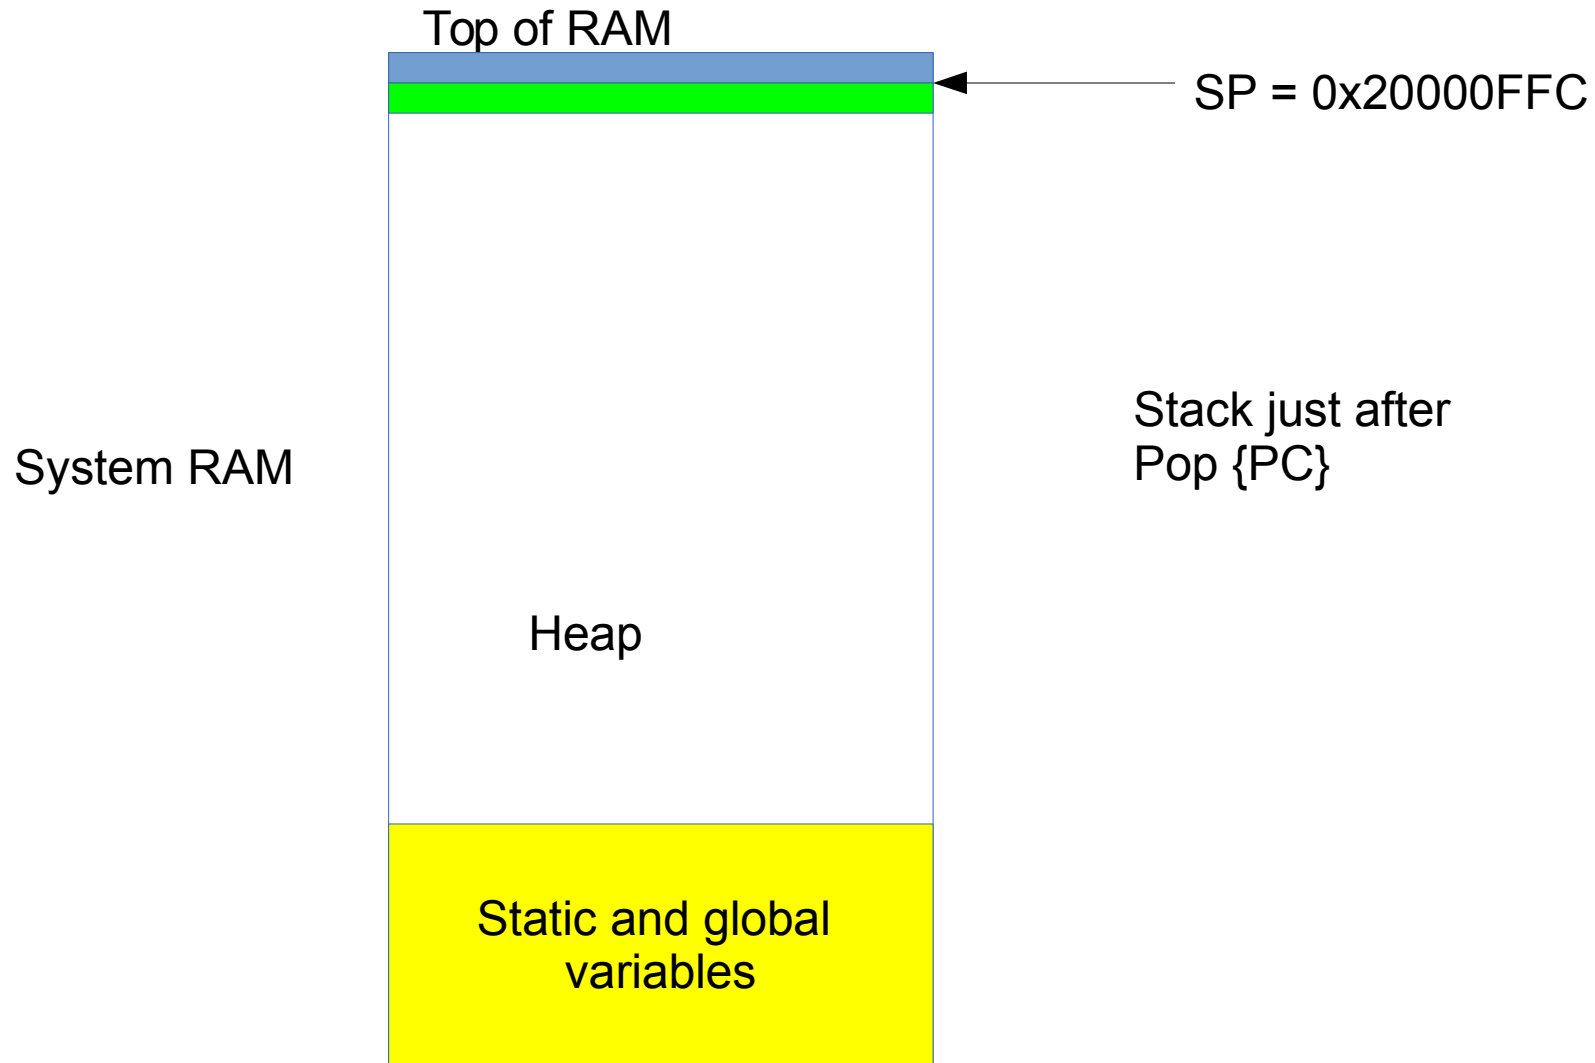 Top of RAM
SP = 0x20000FFC
Stack just after
Pop {PC}
System RAM
Heap
Static and global
variables